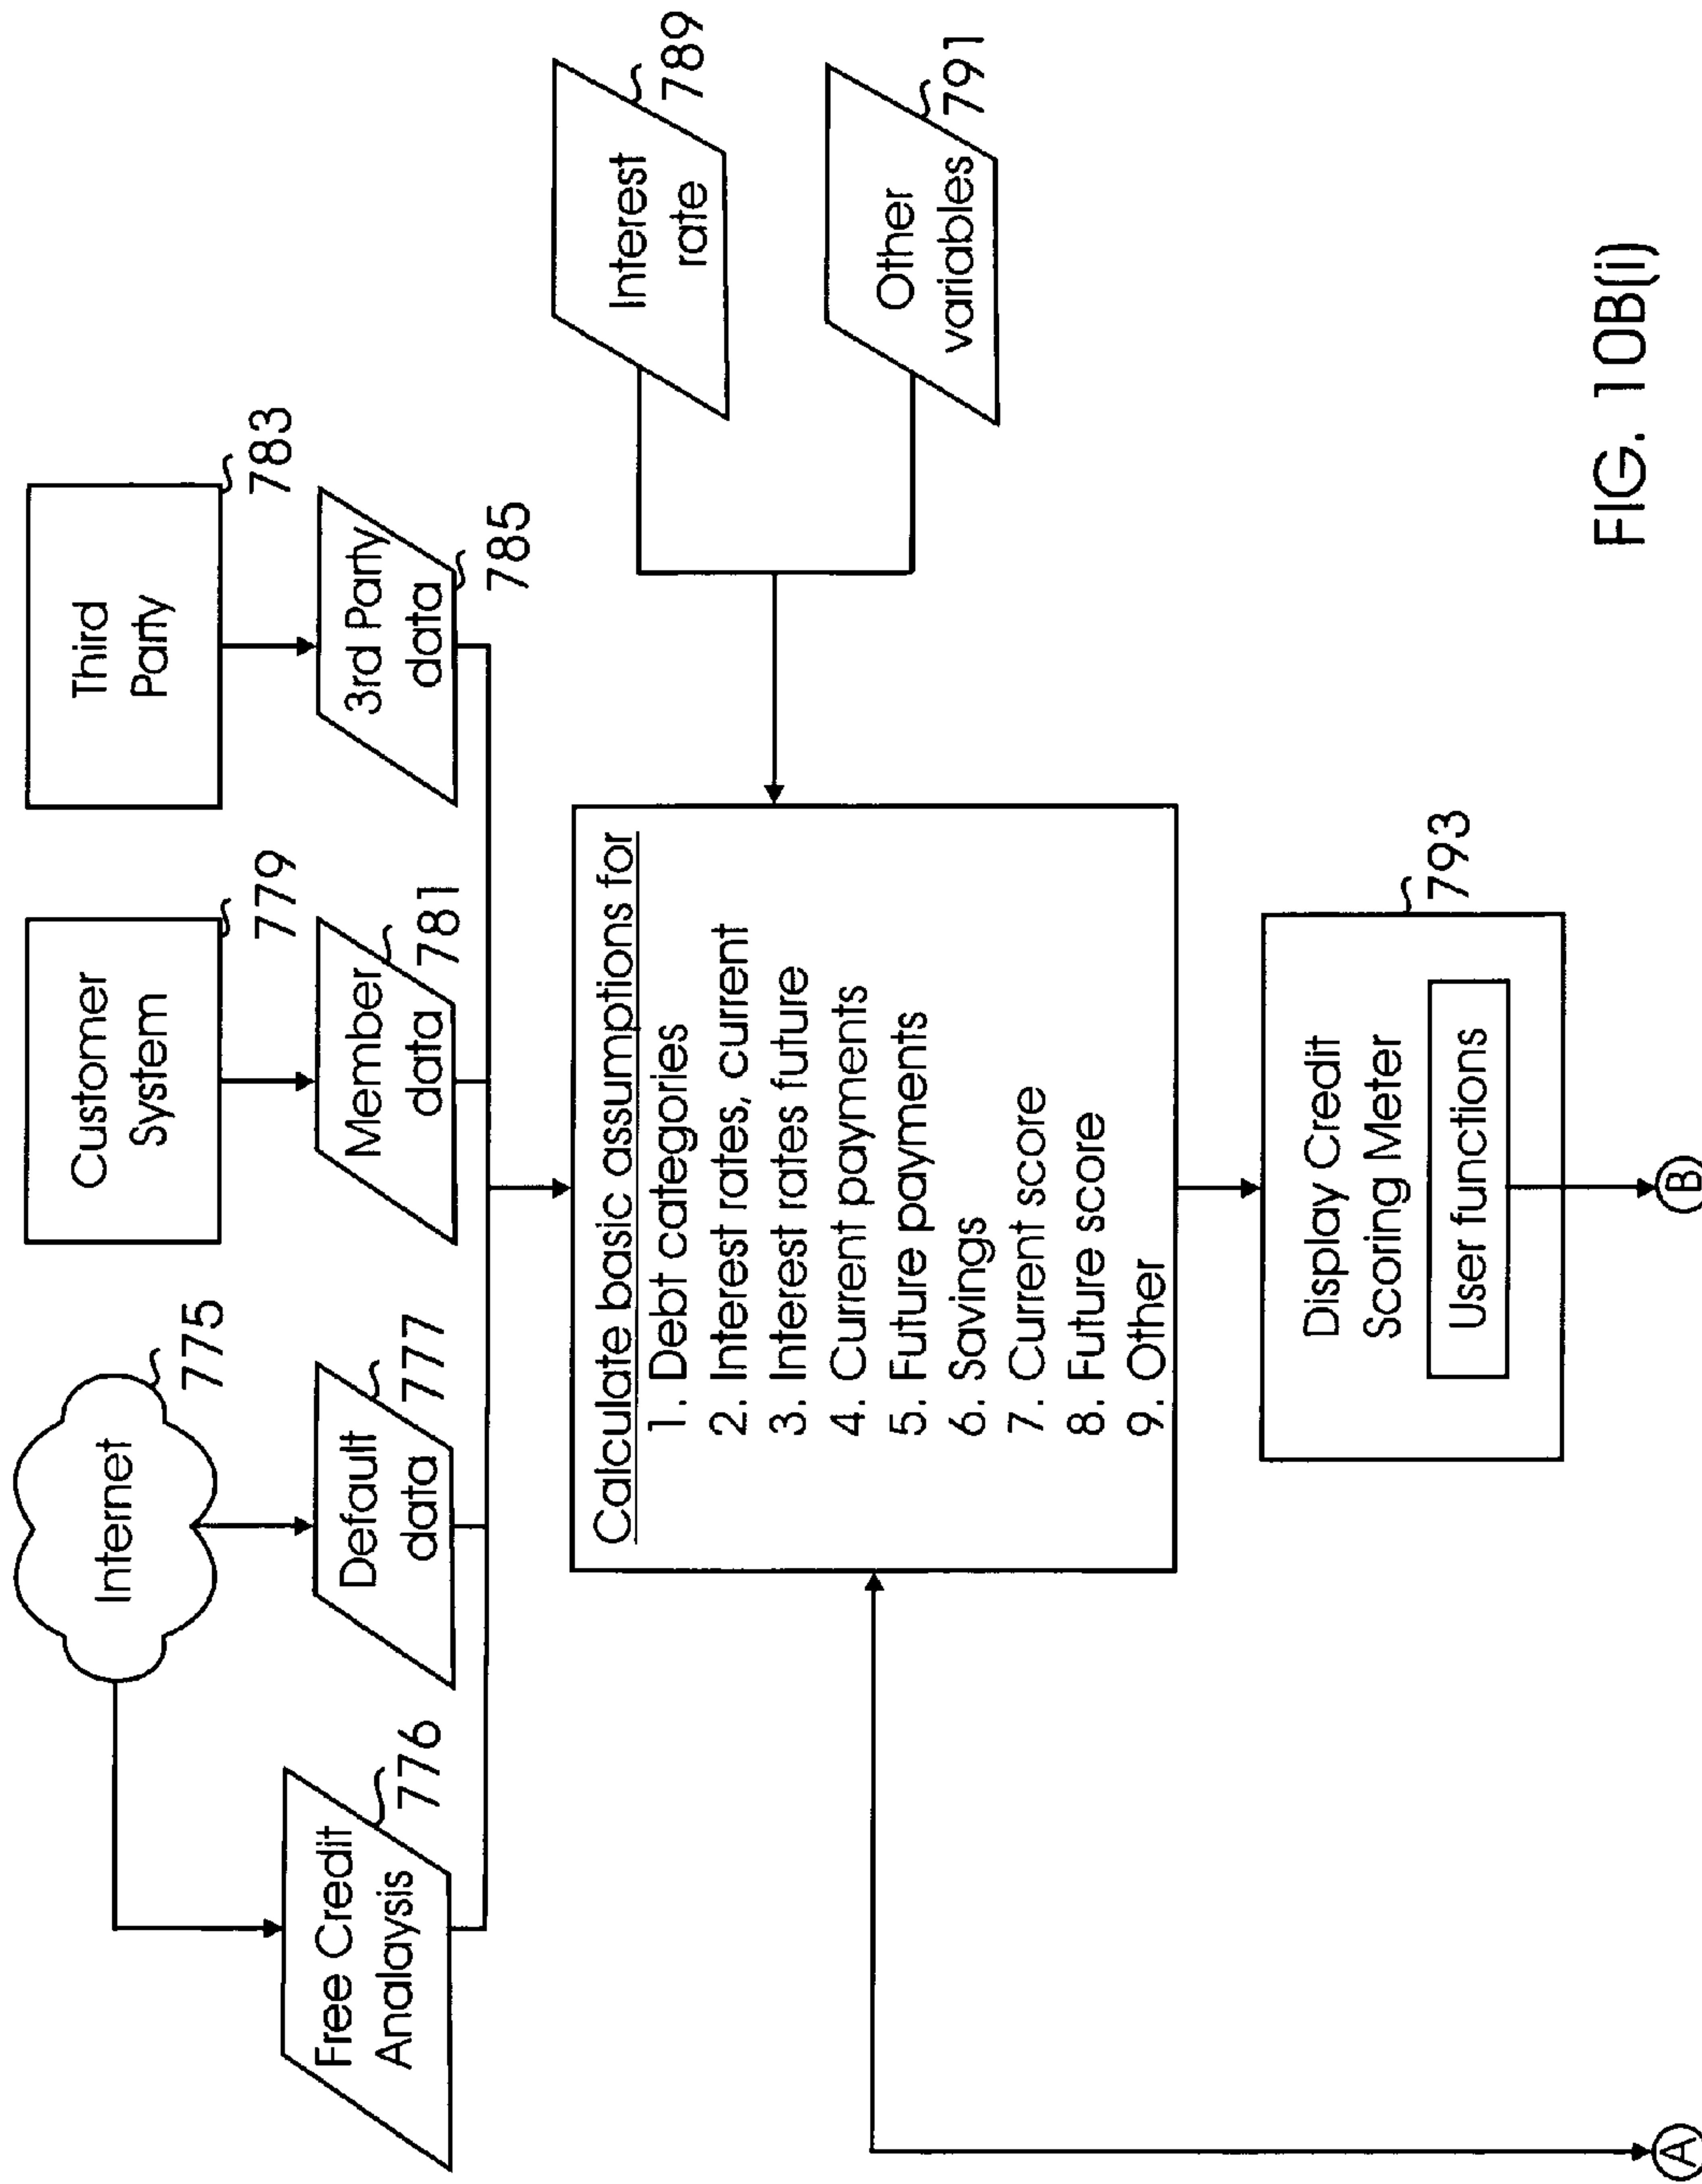 Internet
775
Customer
System
779
Third
Party
783
Free Credit
Analaysis
776
Default
data
777
Member
data
781
3rd Party
data
785
Calculate basic assumptions for
1. Debt categories
2. Interest rates, current
3. Interest rates future
4. Current payments
5. Future payments
6. Savings
7. Current score
8. Future score
9. Other
Interest
rate
789
Other
variables
791
Display Credit
Scoring Meter
User functions
793
A
B
FIG. 10B(i)